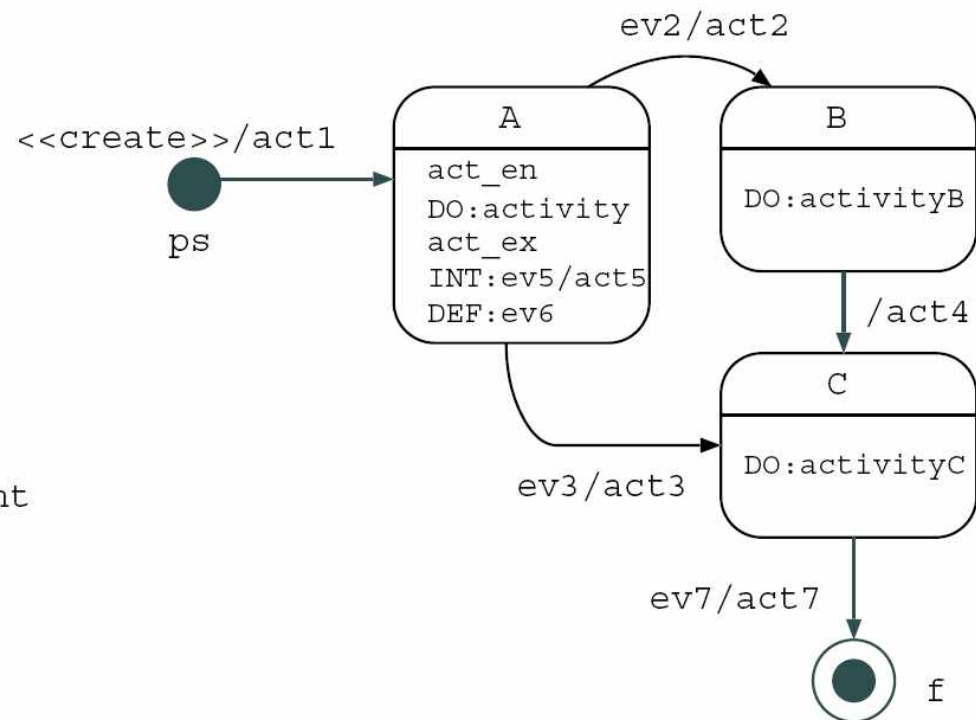 ev2/act2
<<create>>/act1
ps
A
act_en
DO:activity
act_ex
INT:ev5/act5
DEF:ev6
B
DO:activityB
/act4
C
DO:activityC
ev3/act3
nt
ev7/act7
f